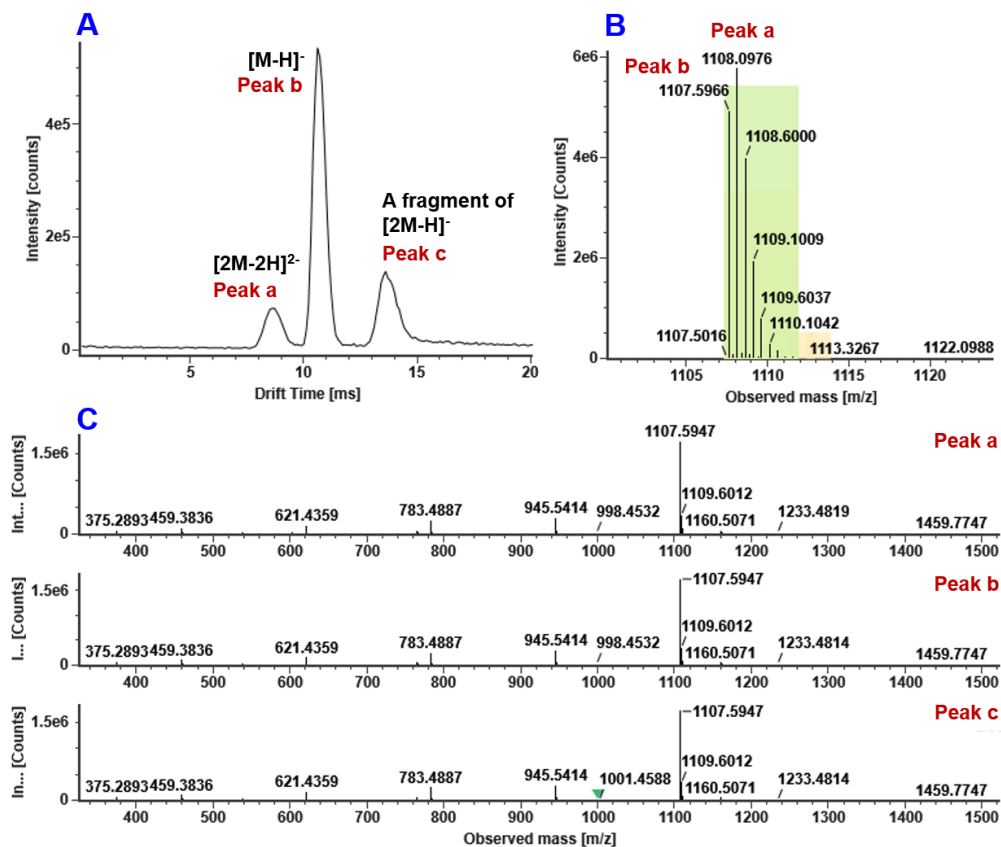 A
[M-H]-
Peak b
A fragment of
[2M-H]-
Peak c
[2M-2H]2-
Peak a
4e5
2e5
0
Intensity [counts]
5
10
15
20
Drift Time [ms]
B
Peak a
1108.0976
Peak b
1107.5966
1108.6000
1109.1009
1109.6037
1110.1042
1107.5016
1113.3267
1122.0988
6e6
4e6
2e6
0
Intensity [Counts]
1105
1110
1115
1120
Observed mass [m/z]
C
Int... [Counts]
1.5e6
0
Peak a
1107.5947
375.2893
459.3836
621.4359
783.4887
945.5414
998.4532
1109.6012
1160.5071
1233.4819
1459.7747
400 500 600 700 800 900 1000 1100 1200 1300 1400 1500
I... [Counts]
1.5e6
0
Peak b
1107.5947
375.2893
459.3836
621.4359
783.4887
945.5414
998.4532
1109.6012
1160.5071
1233.4814
1459.7747
400 500 600 700 800 900 1000 1100 1200 1300 1400 1500
In... [Counts]
1.5e6
0
Peak c
1107.5947
375.2893
459.3836
621.4359
783.4887
945.5414
1001.4588
1109.6012
1160.5071
1233.4814
1459.7747
400 500 600 700 800 900 1000 1100 1200 1300 1400 1500
Observed mass [m/z]